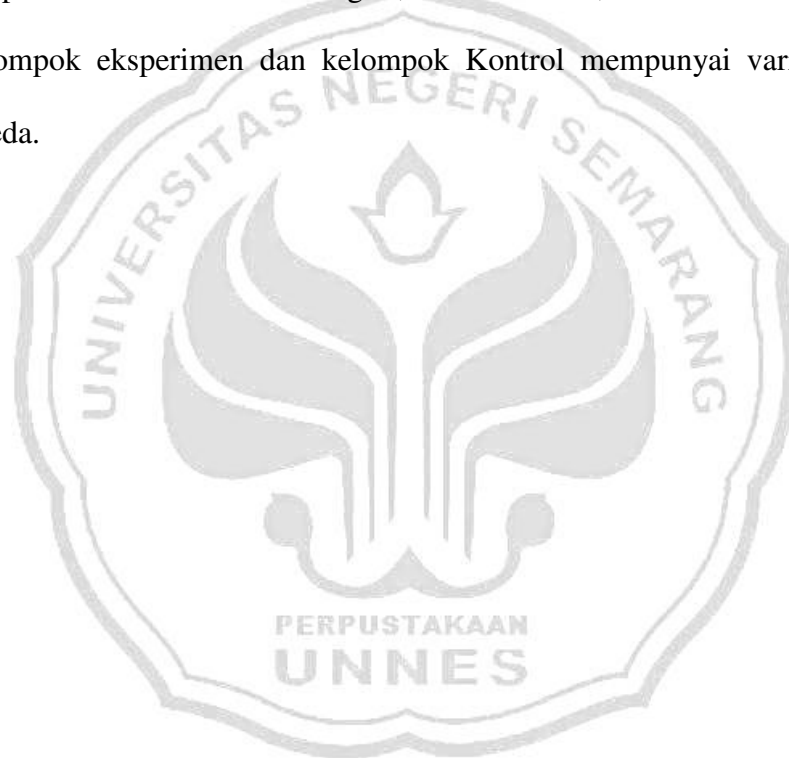 ompok eksperimen dan kelompok Kontrol mempunyai var
eda.
UNIVERSITAS NEGERI SEMARANG
PERPUSTAKAAN
UNNES